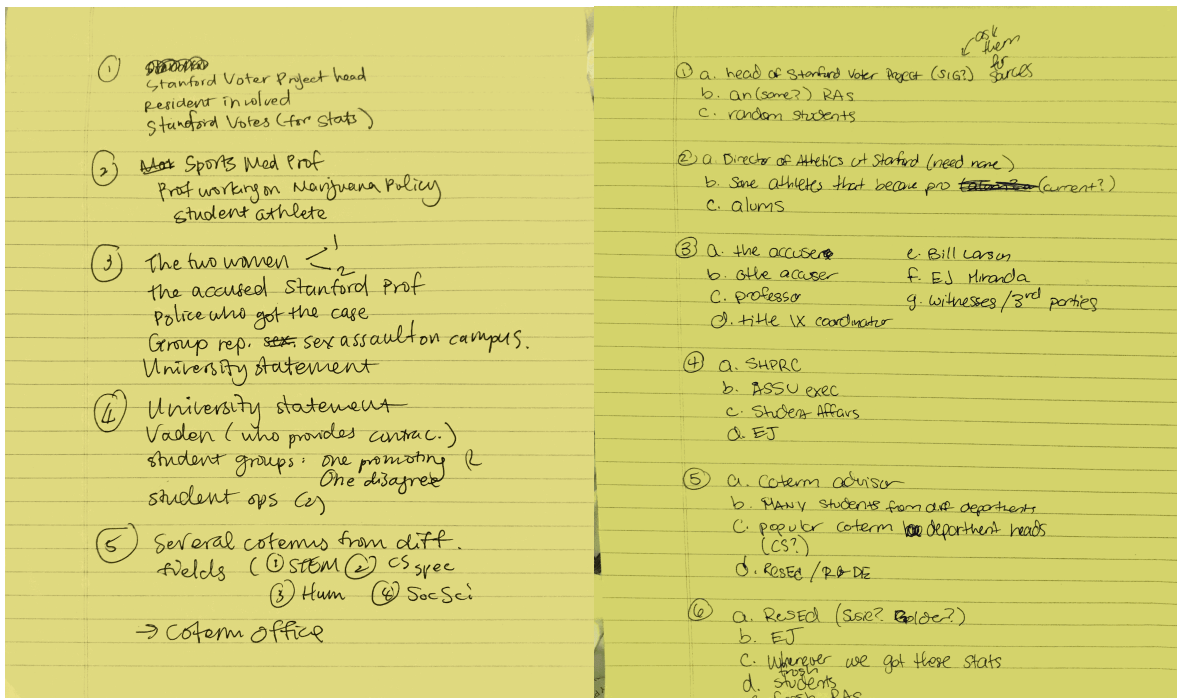 ①
Stanford Voter Project head
Resident involved
Stanford Votes (for Stats)
② Sports Med Prof
Prof working on Marijuana Policy
student athlete
③ The two women < 1
2
the accused Stanford Prof
Police who got the case
Group rep. sex assault on campus.
University statement
④ University statement
Vaden (who provides contrac.)
student groups: one promoting
One disagree
student ops (2)
⑤ Several coterms from diff.
fields (① STEM ② CS spec
③ Hum ④ SocSci
→ Coterm office
ask
them
for
sources
① a. head of Stanford Voter Project (SIG?)
b. an (some?) RAs
c. random students
② a. Director of Athletics at Stanford (need name)
b. some athletes that became pro (current?)
c. alums
③ a. the accuser
b. othe accuser
c. professor
d. title IX coordinator
e. Bill Larson
f. EJ Miranda
g. witnesses/3rd parties
④ a. SHPRC
b. ASSU exec
c. Student Affairs
d. EJ
⑤ a. Coterm advisor
b. MANY students from diff departments
c. popular coterm department heads
(CS?)
d. ResEd / R&DE
⑥ a. ResEd
b. EJ
c. Wherever we got these stats
frosh
d. students
e. frosh RAs